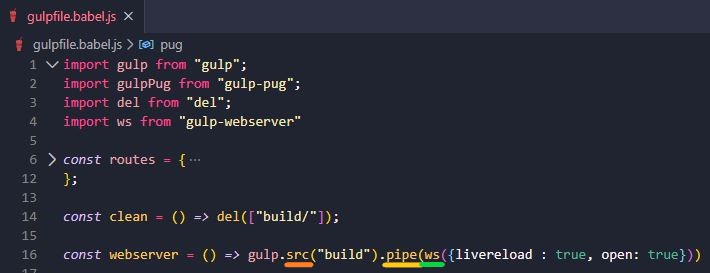 gulpfile.babel.js ×
gulpfile.babel.js > pug
1 import gulp from "gulp";
2 import gulpPug from "gulp-pug";
3 import del from "del";
4 import ws from "gulp-webserver"
5
6 const routes = { ···
12 };
13
14 const clean = () => del(["build/"]);
15
16 const webserver = () => gulp.src("build").pipe(ws({livereload : true, open: true}))